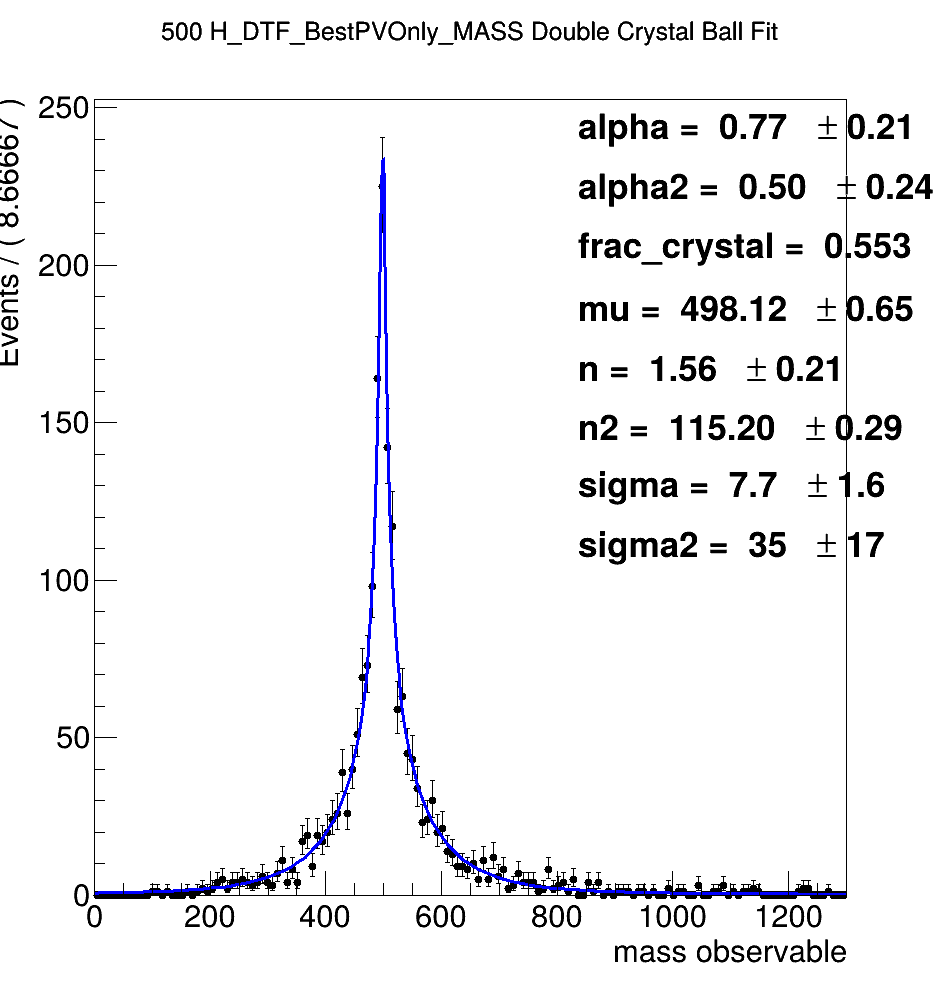 500 H_DTF_BestPVOnly_MASS Double Crystal Ball Fit
Events / ( 8.66667 )
250
200
150
100
50
0
alpha = 0.77 ± 0.21
alpha2 = 0.50 ± 0.24
frac_crystal = 0.553
mu = 498.12 ± 0.65
n = 1.56 ± 0.21
n2 = 115.20 ± 0.29
sigma = 7.7 ± 1.6
sigma2 = 35 ± 17
0 200 400 600 800 1000 1200
mass observable